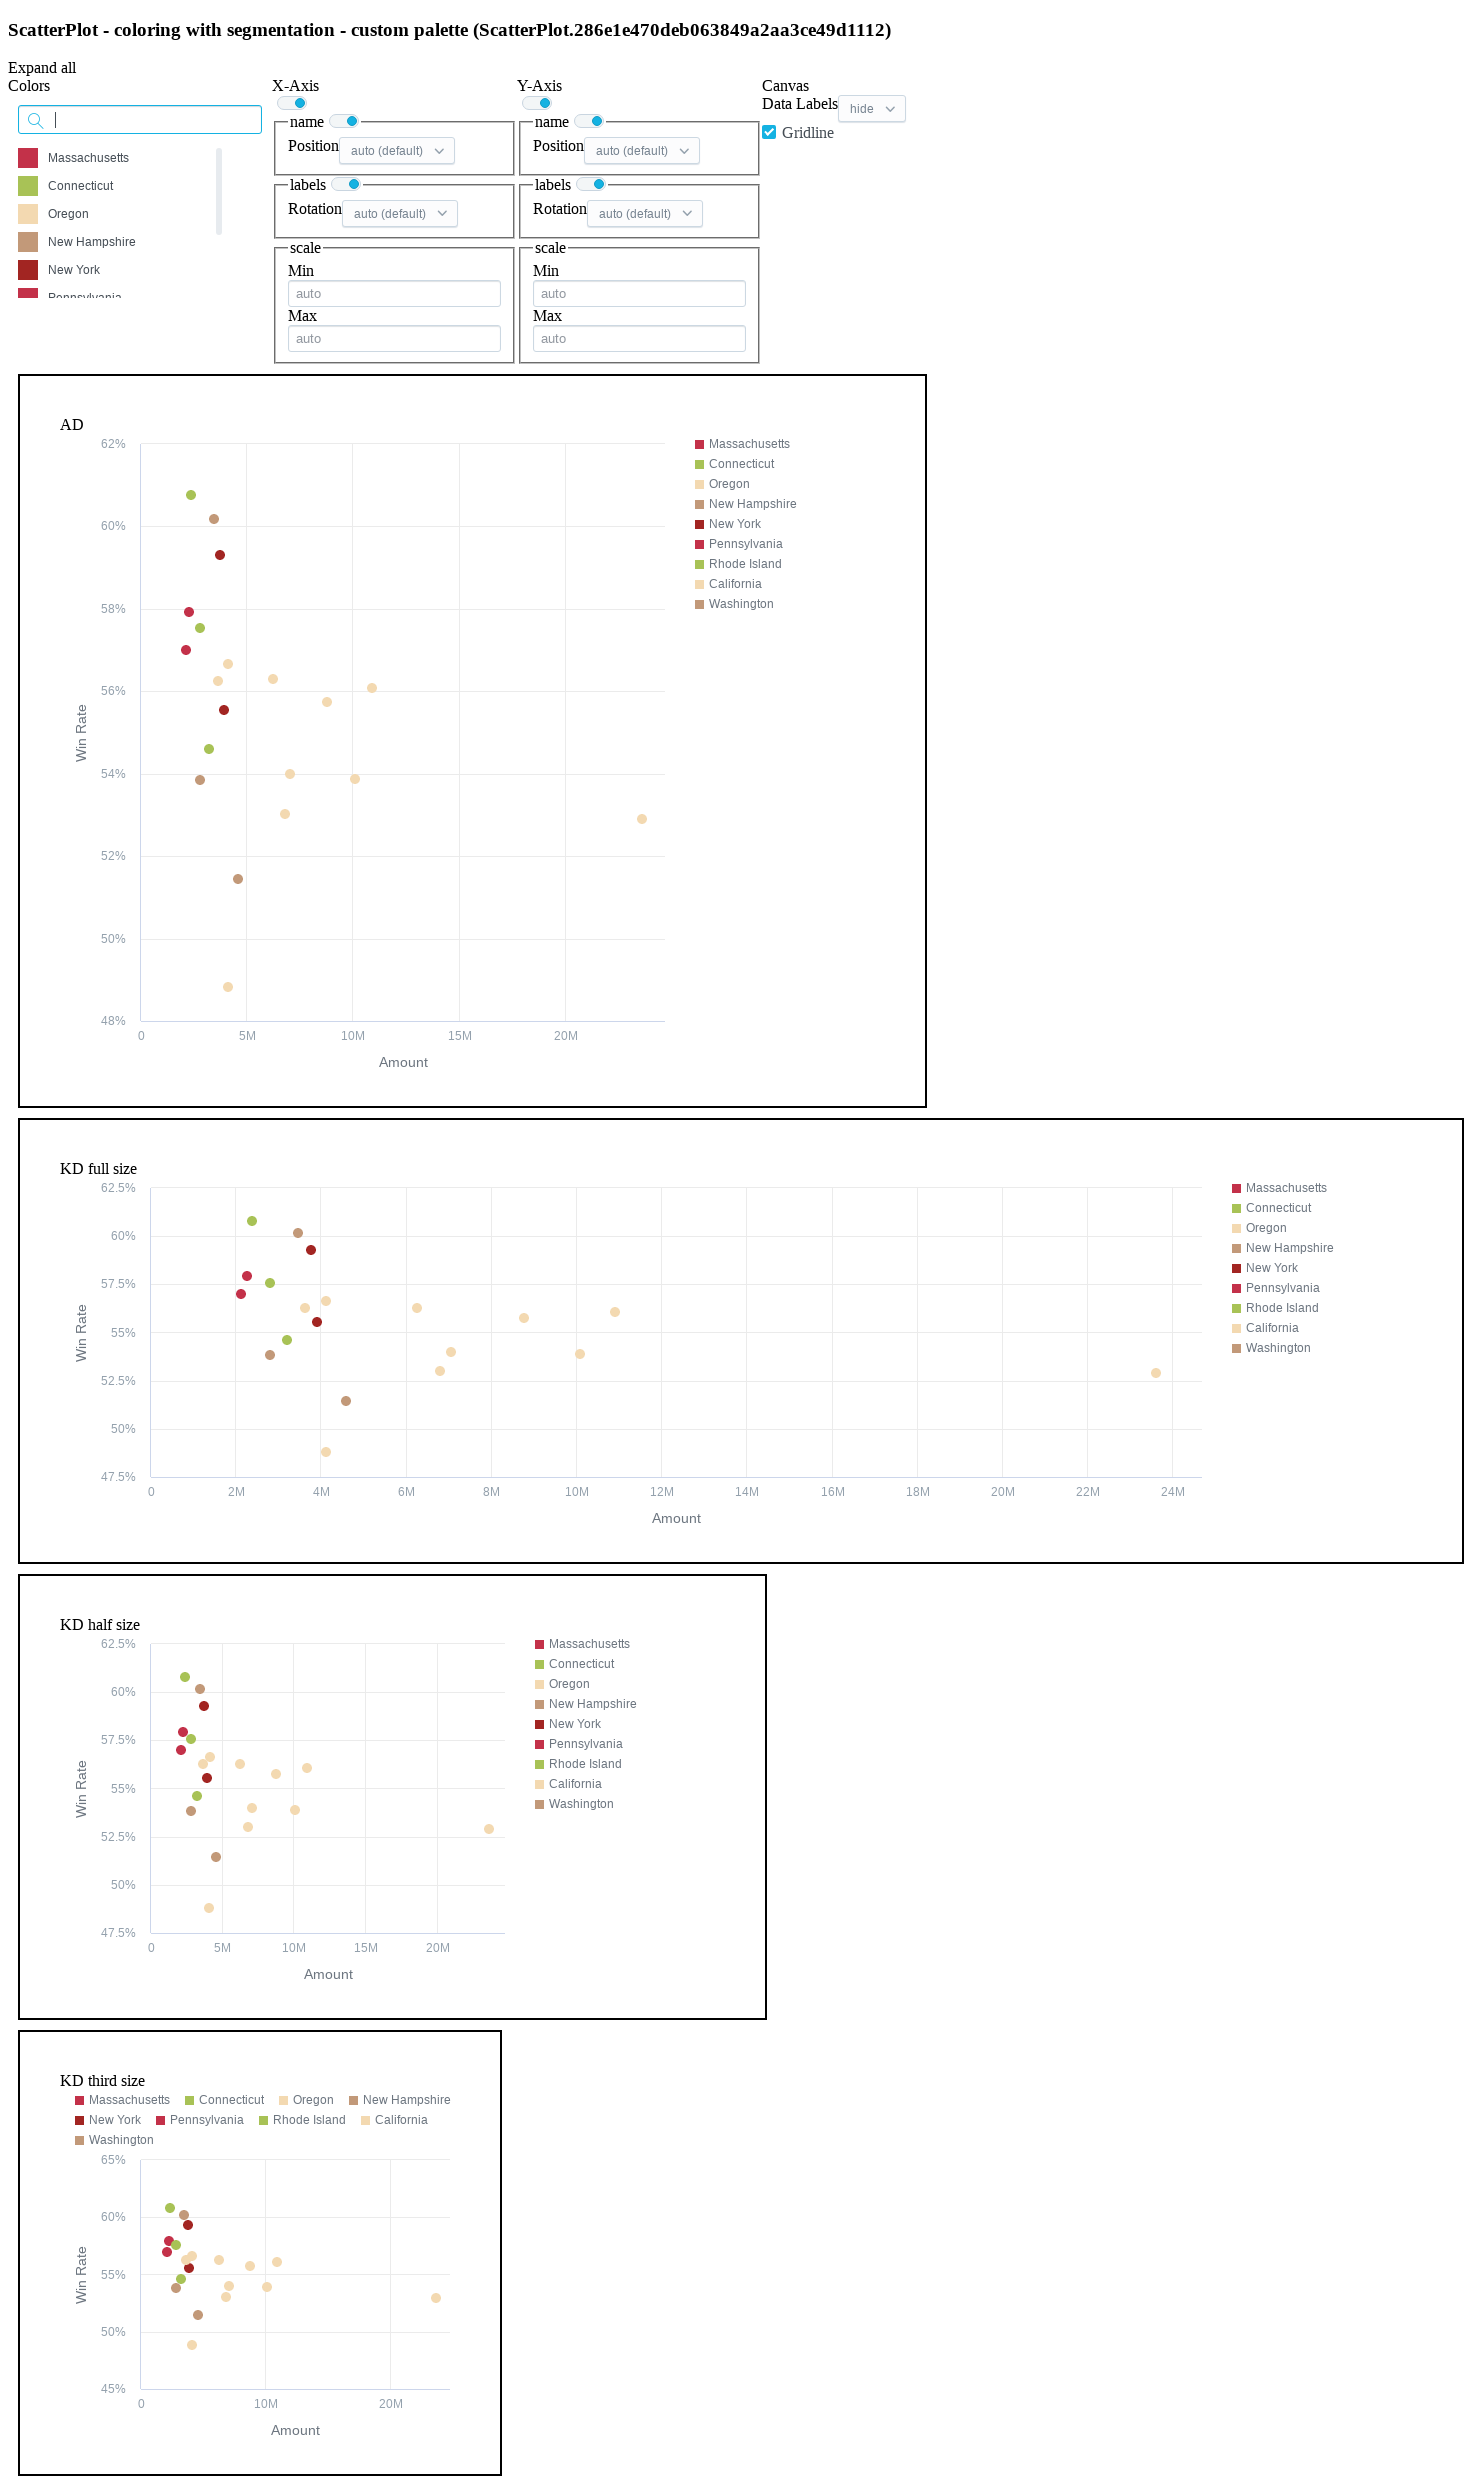 ScatterPlot - coloring with segmentation - custom palette (ScatterPlot.286e1e470deb063849a2aa3ce49d1112)
Expand all
Colors
Massachusetts
Connecticut
Oregon
New Hampshire
New York
Pennsylvania
X-Axis
name
Position auto (default)
labels
Rotation auto (default)
scale
Min
auto
Max
auto
Y-Axis
name
Position auto (default)
labels
Rotation auto (default)
scale
Min
auto
Max
auto
Canvas
Data Labels hide
Gridline
AD
62%
60%
58%
56%
54%
52%
50%
48%
Win Rate
0 5M 10M 15M 20M
Amount
Massachusetts
Connecticut
Oregon
New Hampshire
New York
Pennsylvania
Rhode Island
California
Washington
KD full size
62.5%
60%
57.5%
55%
52.5%
50%
47.5%
Win Rate
0 2M 4M 6M 8M 10M 12M 14M 16M 18M 20M 22M 24M
Amount
Massachusetts
Connecticut
Oregon
New Hampshire
New York
Pennsylvania
Rhode Island
California
Washington
KD half size
62.5%
60%
57.5%
55%
52.5%
50%
47.5%
Win Rate
0 5M 10M 15M 20M
Amount
Massachusetts
Connecticut
Oregon
New Hampshire
New York
Pennsylvania
Rhode Island
California
Washington
KD third size
Massachusetts Connecticut Oregon New Hampshire
New York Pennsylvania Rhode Island California
Washington
65%
60%
55%
50%
45%
Win Rate
0 10M 20M
Amount